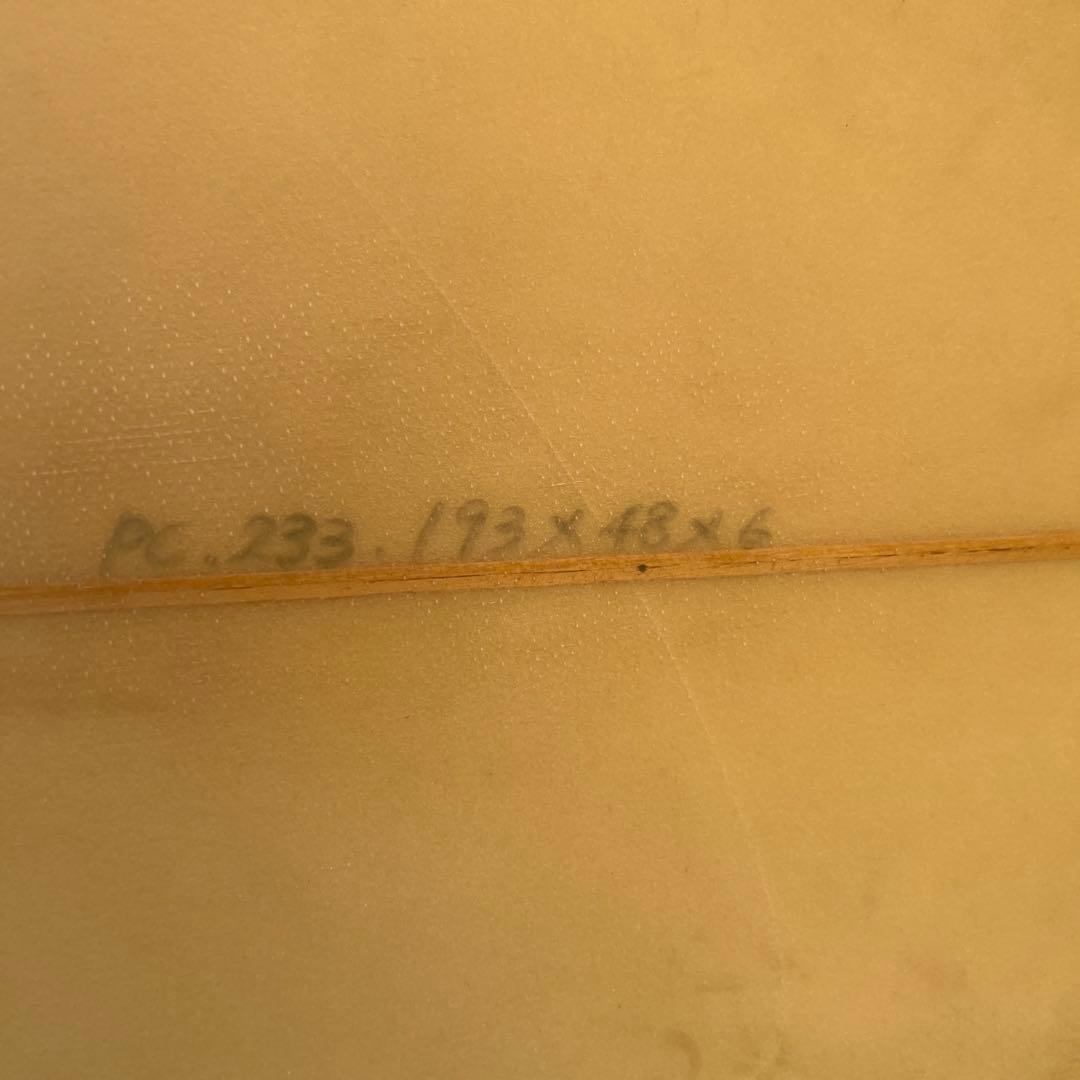 PC. 233. 193 x 48 x 6